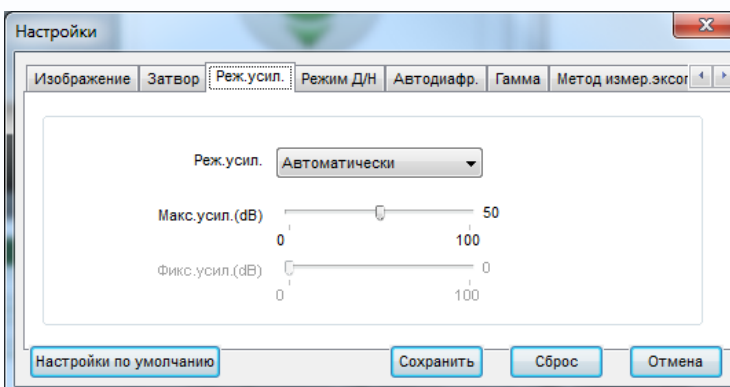 Настройки
Изображение Затвор Реж.усил. Режим Д/Н Автодиафр. Гамма Метод измер.экспог
Реж.усил. Автоматически
Макс.усил.(dB) 50
0 100
Фикс.усил.(dB) 0
0 100
Настройки по умолчанию Сохранить Сброс Отмена